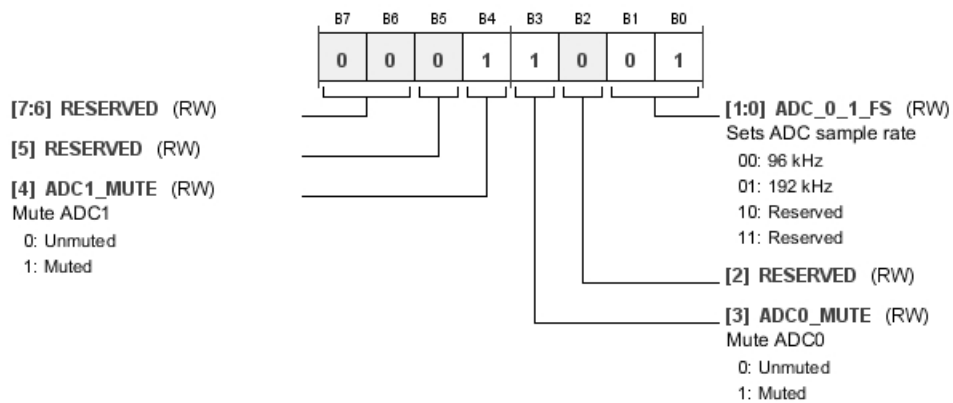 B7 B6 B5 B4 B3 B2 B1 B0
0 0 0 1 1 0 0 1
[7:6] RESERVED (RW)
[5] RESERVED (RW)
[4] ADC1_MUTE (RW)
Mute ADC1
0: Unmuted
1: Muted
[1:0] ADC_0_1_FS (RW)
Sets ADC sample rate
00: 96 kHz
01: 192 kHz
10: Reserved
11: Reserved
[2] RESERVED (RW)
[3] ADC0_MUTE (RW)
Mute ADC0
0: Unmuted
1: Muted